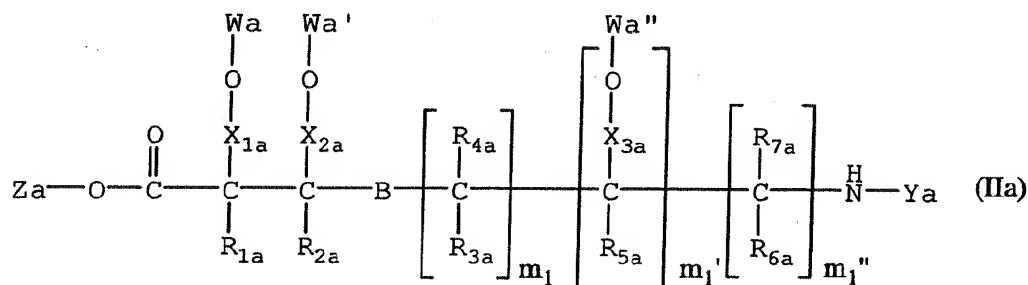 Wa Wa' Wa"
O O O
O X1a X2a R4a X3a R7a
Za—O—C—C—C—B—C—C—C—N—Ya (IIa)
H
R1a R2a R3a R5a R6a
m1 m1' m1"